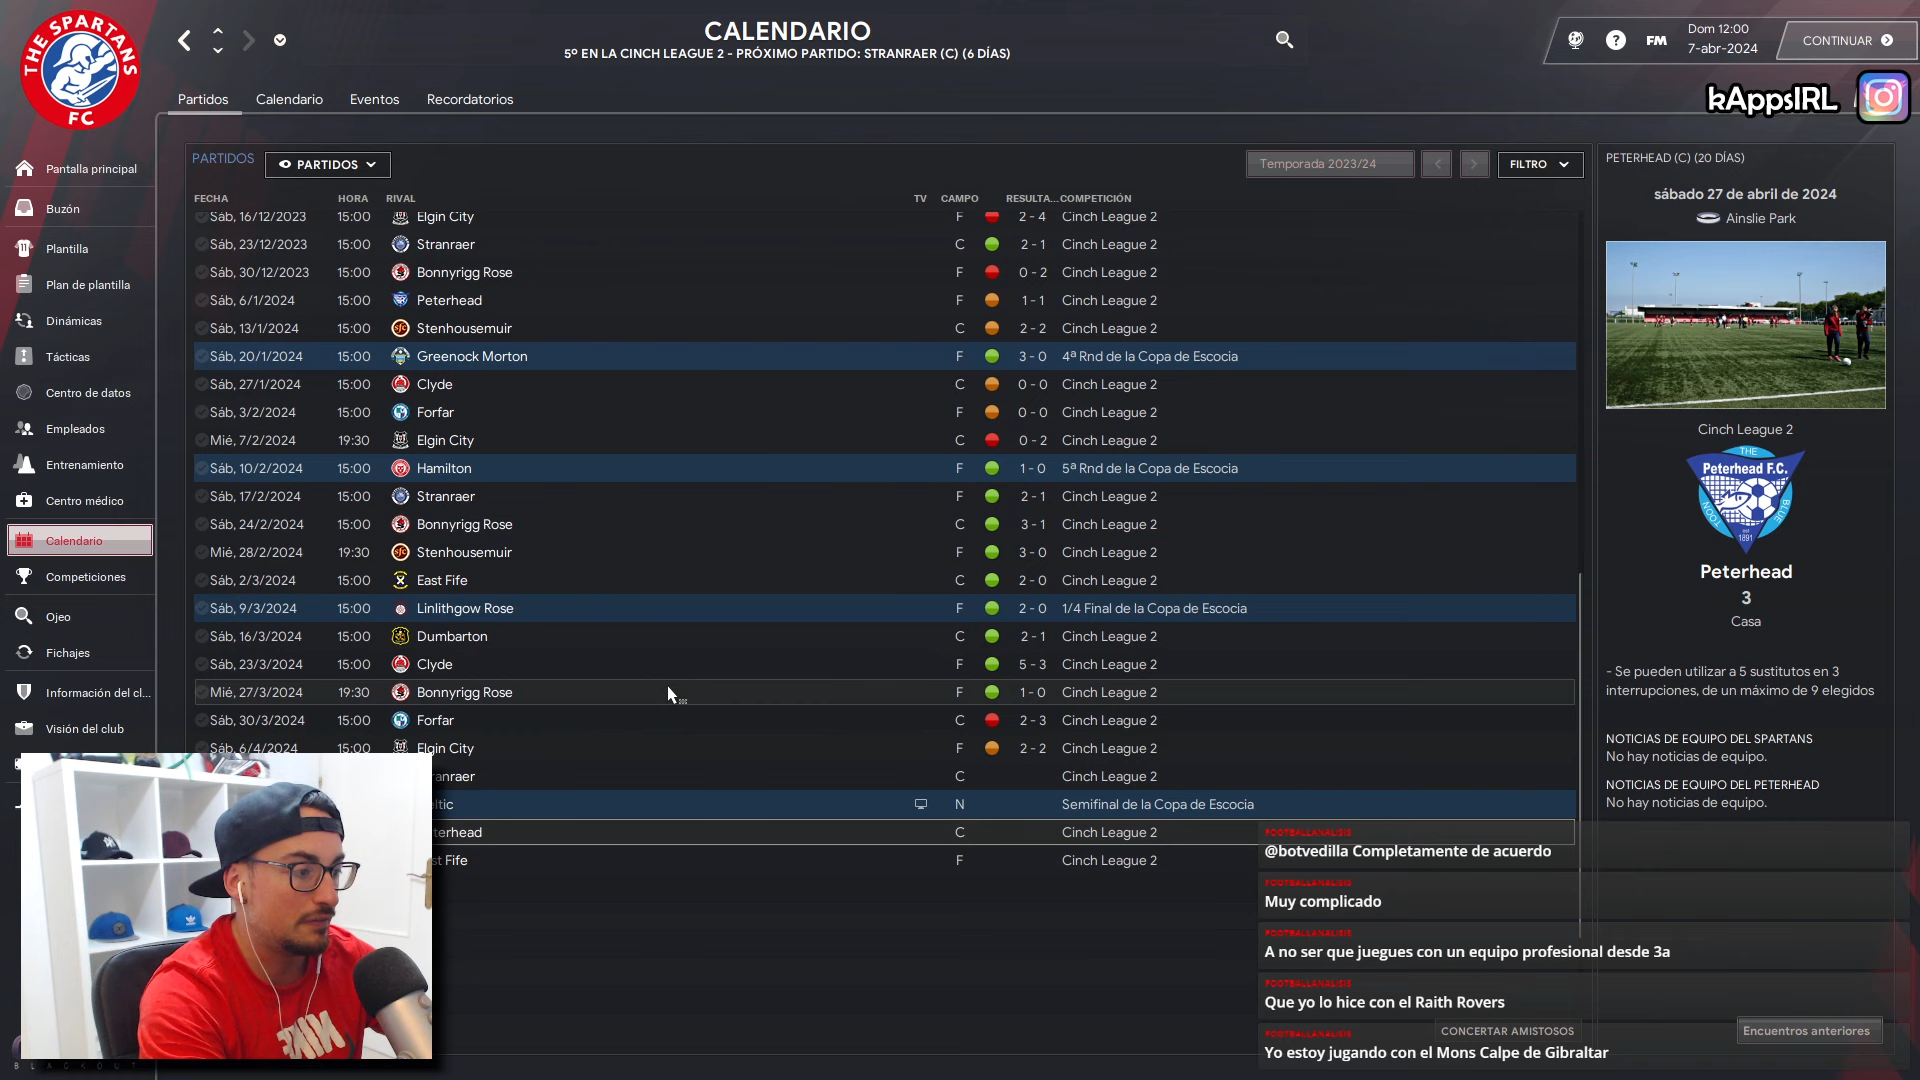 THE SPARTANS
FC
CALENDARIO
5º EN LA CINCH LEAGUE 2 - PRÓXIMO PARTIDO: STRANRAER (C) (6 DÍAS)
FM
Dom 12:00
7-abr-2024
CONTINUAR
kAppsIRL
Partidos Calendario Eventos Recordatorios
Pantalla principal
Buzón
Plantilla
Plan de plantilla
Dinámicas
Tácticas
Centro de datos
Empleados
Entrenamiento
Centro médico
Calendario
Competiciones
Ojeo
Fichajes
Información del cl...
Visión del club
PARTIDOS PARTIDOS Temporada 2023/24 FILTRO
FECHA HORA RIVAL TV CAMPO RESULTA... COMPETICIÓN
Sáb, 16/12/2023 15:00 Elgin City F 2 - 4 Cinch League 2
Sáb, 23/12/2023 15:00 Stranraer C 2 - 1 Cinch League 2
Sáb, 30/12/2023 15:00 Bonnyrigg Rose F 0 - 2 Cinch League 2
Sáb, 6/1/2024 15:00 Peterhead F 1 - 1 Cinch League 2
Sáb, 13/1/2024 15:00 Stenhousemuir C 2 - 2 Cinch League 2
Sáb, 20/1/2024 15:00 Greenock Morton F 3 - 0 4ª Rnd de la Copa de Escocia
Sáb, 27/1/2024 15:00 Clyde C 0 - 0 Cinch League 2
Sáb, 3/2/2024 15:00 Forfar F 0 - 0 Cinch League 2
Mié, 7/2/2024 19:30 Elgin City C 0 - 2 Cinch League 2
Sáb, 10/2/2024 15:00 Hamilton F 1 - 0 5ª Rnd de la Copa de Escocia
Sáb, 17/2/2024 15:00 Stranraer F 2 - 1 Cinch League 2
Sáb, 24/2/2024 15:00 Bonnyrigg Rose C 3 - 1 Cinch League 2
Mié, 28/2/2024 19:30 Stenhousemuir F 3 - 0 Cinch League 2
Sáb, 2/3/2024 15:00 East Fife C 2 - 0 Cinch League 2
Sáb, 9/3/2024 15:00 Linlithgow Rose F 2 - 0 1/4 Final de la Copa de Escocia
Sáb, 16/3/2024 15:00 Dumbarton C 2 - 1 Cinch League 2
Sáb, 23/3/2024 15:00 Clyde F 5 - 3 Cinch League 2
Mié, 27/3/2024 19:30 Bonnyrigg Rose F 1 - 0 Cinch League 2
Sáb, 30/3/2024 15:00 Forfar C 2 - 3 Cinch League 2
Sáb, 6/4/2024 15:00 Elgin City F 2 - 2 Cinch League 2
ranraer C Cinch League 2
ltic N Semifinal de la Copa de Escocia
terhead C Cinch League 2
st Fife F Cinch League 2
PETERHEAD (C) (20 DÍAS)
sábado 27 de abril de 2024
Ainslie Park
Cinch League 2
THE
Peterhead F.C.
BLUE
TOON
est
1891
Peterhead
3
Casa
- Se pueden utilizar a 5 sustitutos en 3
interrupciones, de un máximo de 9 elegidos
NOTICIAS DE EQUIPO DEL SPARTANS
No hay noticias de equipo.
NOTICIAS DE EQUIPO DEL PETERHEAD
No hay noticias de equipo.
FOOTBALLANALISIS
@botvedilla Completamente de acuerdo
FOOTBALLANALISIS
Muy complicado
FOOTBALLANALISIS
A no ser que juegues con un equipo profesional desde 3a
FOOTBALLANALISIS
Que yo lo hice con el Raith Rovers
FOOTBALLANALISIS
Yo estoy jugando con el Mons Calpe de Gibraltar
CONCERTAR AMISTOSOS
Encuentros anteriores
NIKE
BLACKOUT